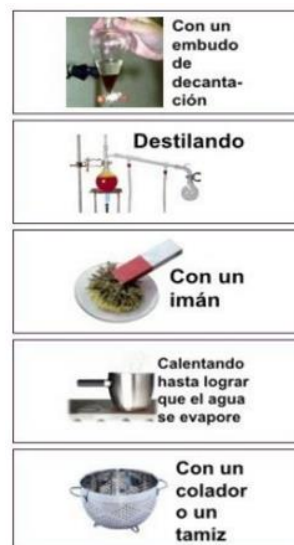 Con un
embudo
de
decanta-
ción
Destilando
Con un
imán
Calentando
hasta lograr
que el agua
se evapore
Con un
colador
o un
tamiz